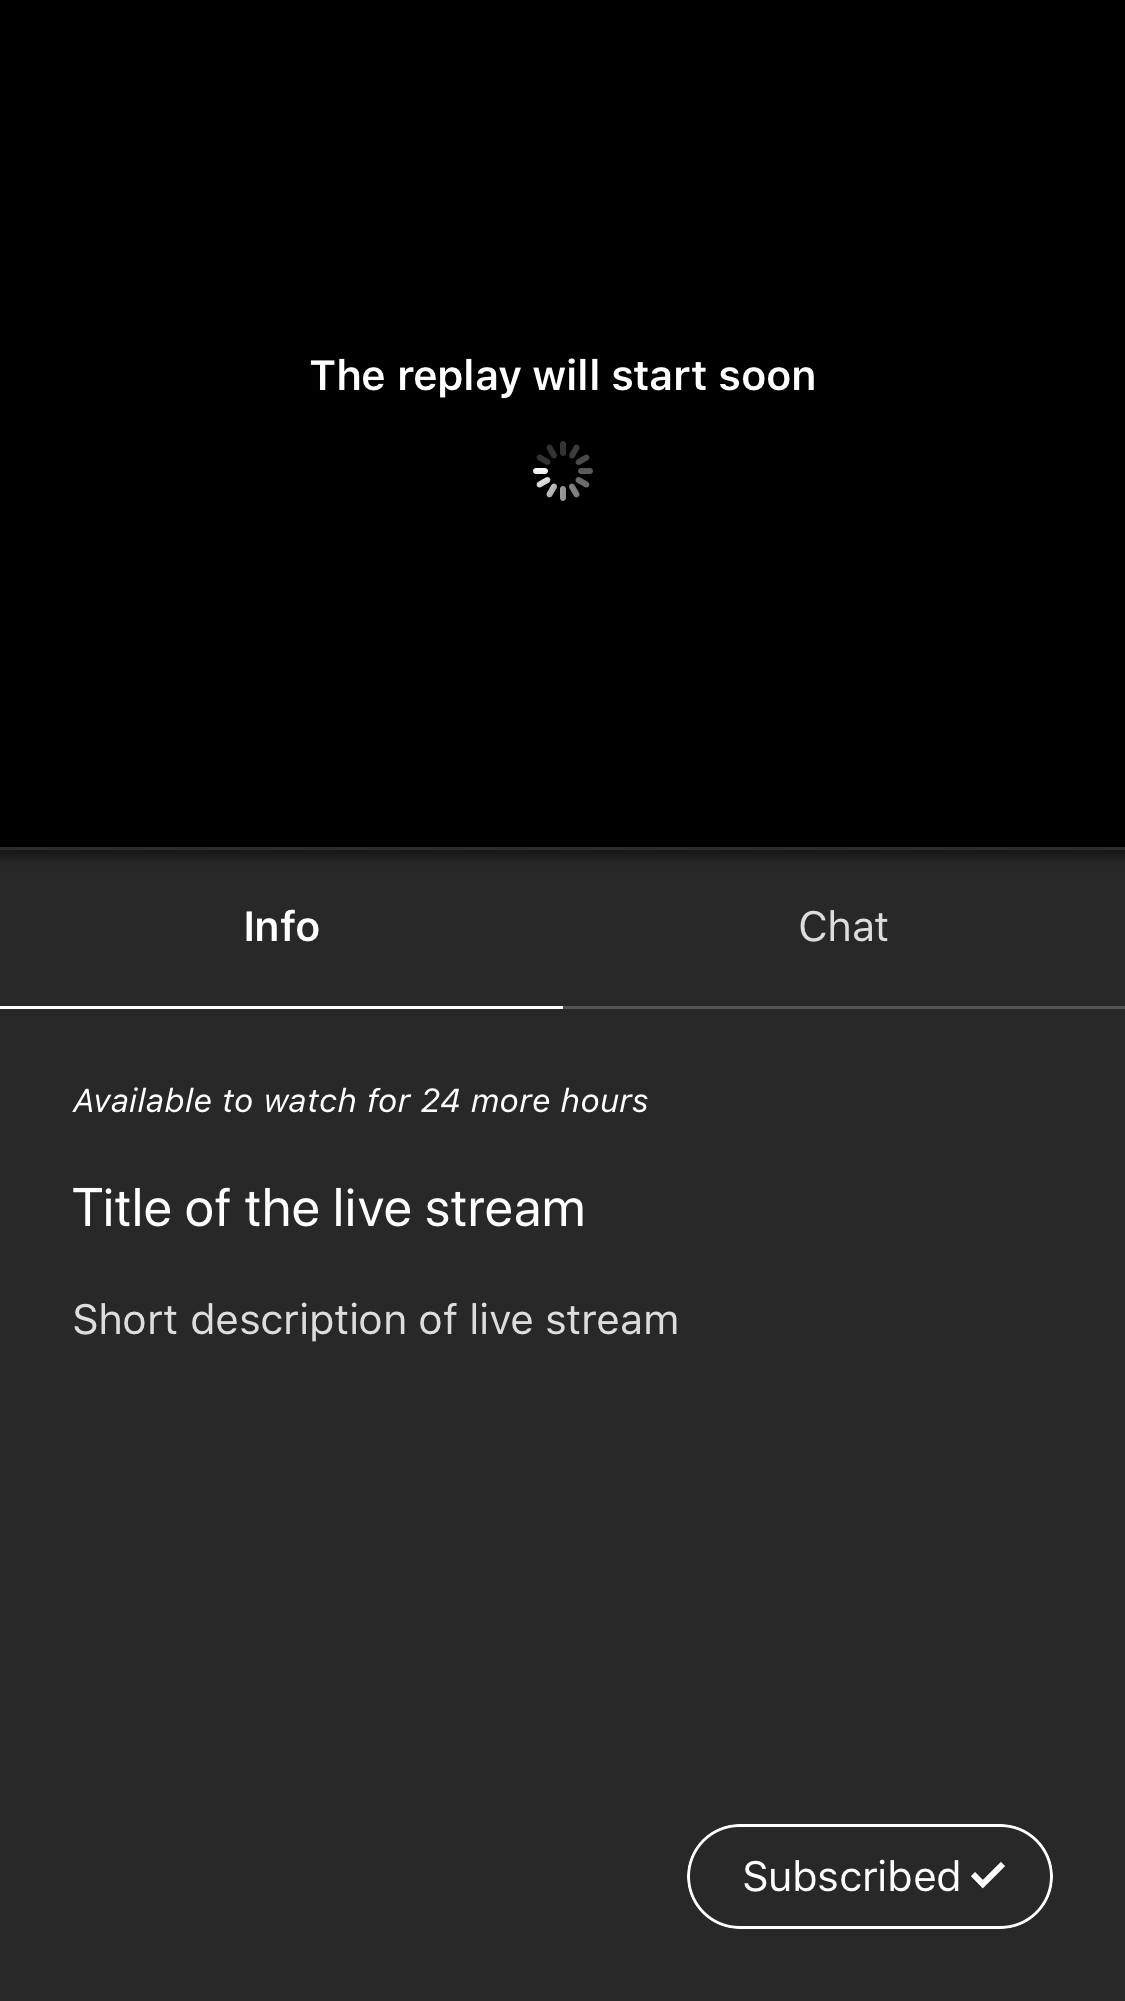 The replay will start soon
Info
Chat
Available to watch for 24 more hours
Title of the live stream
Short description of live stream
Subscribed